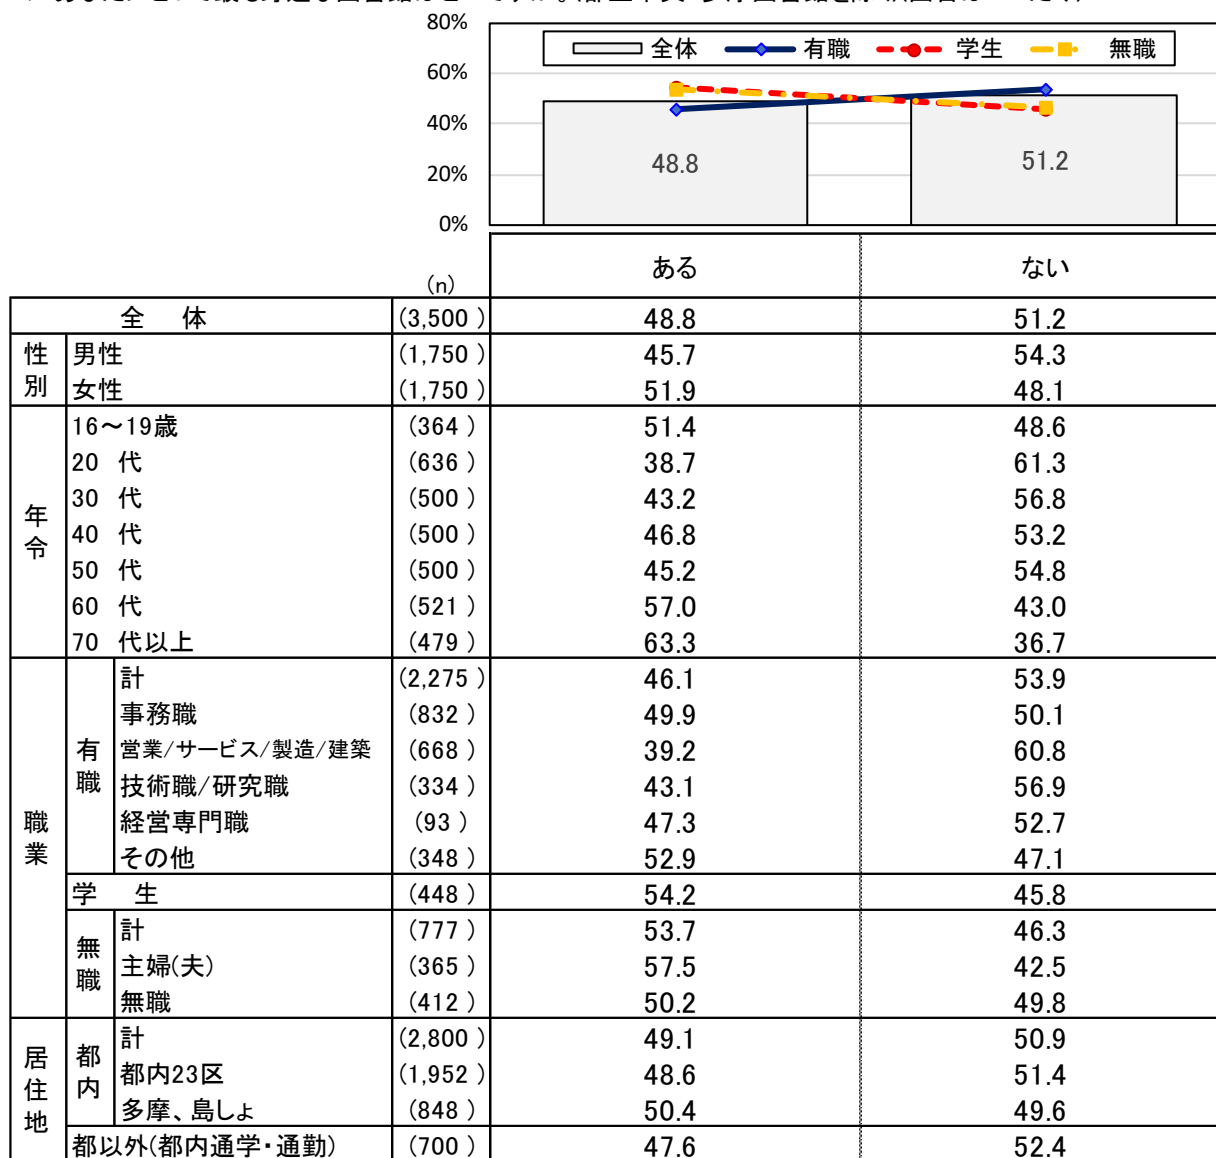 80%
60%
40%
20%
0%
全体 有職 学生 無職
48.8 51.2
(n) ある ない
全 体 (3,500 ) 48.8 51.2
性別 男性 (1,750 ) 45.7 54.3
女性 (1,750 ) 51.9 48.1
年令 16～19歳 (364 ) 51.4 48.6
20 代 (636 ) 38.7 61.3
30 代 (500 ) 43.2 56.8
40 代 (500 ) 46.8 53.2
50 代 (500 ) 45.2 54.8
60 代 (521 ) 57.0 43.0
70 代以上 (479 ) 63.3 36.7
職業 有職 計 (2,275 ) 46.1 53.9
事務職 (832 ) 49.9 50.1
営業/サービス/製造/建築 (668 ) 39.2 60.8
技術職/研究職 (334 ) 43.1 56.9
経営専門職 (93 ) 47.3 52.7
その他 (348 ) 52.9 47.1
学 生 (448 ) 54.2 45.8
無職 計 (777 ) 53.7 46.3
主婦(夫) (365 ) 57.5 42.5
無職 (412 ) 50.2 49.8
居住地 都内 計 (2,800 ) 49.1 50.9
都内23区 (1,952 ) 48.6 51.4
多摩、島しょ (848 ) 50.4 49.6
都以外(都内通学・通勤) (700 ) 47.6 52.4